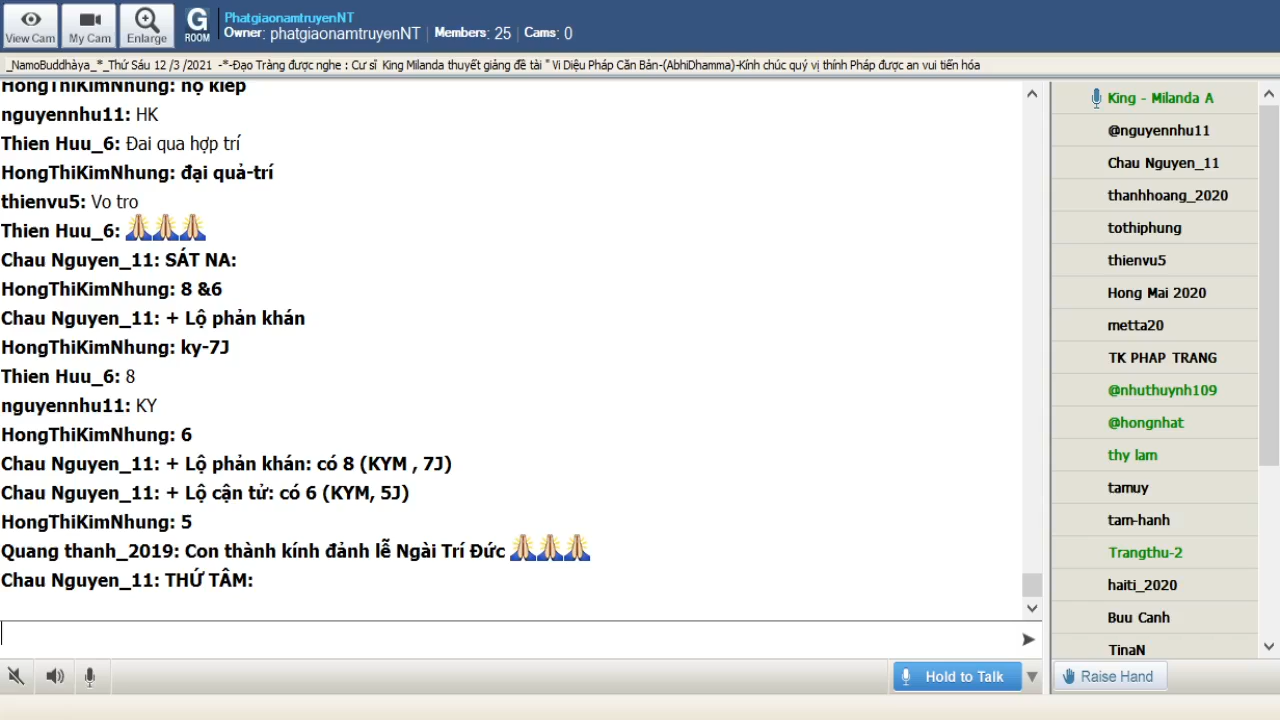 View Cam
My Cam
Enlarge
G
ROOM
PhatgiaonamtruyenNT
Owner: phatgiaonamtruyenNT | Members: 25 | Cams: 0
_NamoBuddhàya_*_Thứ Sáu 12 /3 /2021 -*-Đạo Tràng được nghe : Cư sĩ King Milanda thuyết giảng đề tài " Vi Diệu Pháp Căn Bản-(AbhiDhamma)-Kính chúc quý vị thính Pháp được an vui tiến hóa
HongThiKimNhung: nọ kiep
nguyennhu11: HK
Thien Huu_6: Đai qua hợp trí
HongThiKimNhung: đại quả-trí
thienvu5: Vo tro
Thien Huu_6:
Chau Nguyen_11: SÁT NA:
HongThiKimNhung: 8 &6
Chau Nguyen_11: + Lộ phản khán
HongThiKimNhung: ky-7J
Thien Huu_6: 8
nguyennhu11: KY
HongThiKimNhung: 6
Chau Nguyen_11: + Lộ phản khán: có 8 (KYM , 7J)
Chau Nguyen_11: + Lộ cận tử: có 6 (KYM, 5J)
HongThiKimNhung: 5
Quang thanh_2019: Con thành kính đảnh lễ Ngài Trí Đức
Chau Nguyen_11: THỨ TÂM:
King - Milanda A
@nguyennhu11
Chau Nguyen_11
thanhhoang_2020
tothiphung
thienvu5
Hong Mai 2020
metta20
TK PHAP TRANG
@nhuthuynh109
@hongnhat
thy lam
tamuy
tam-hanh
Trangthu-2
haiti_2020
Buu Canh
TinaN
Hold to Talk
Raise Hand